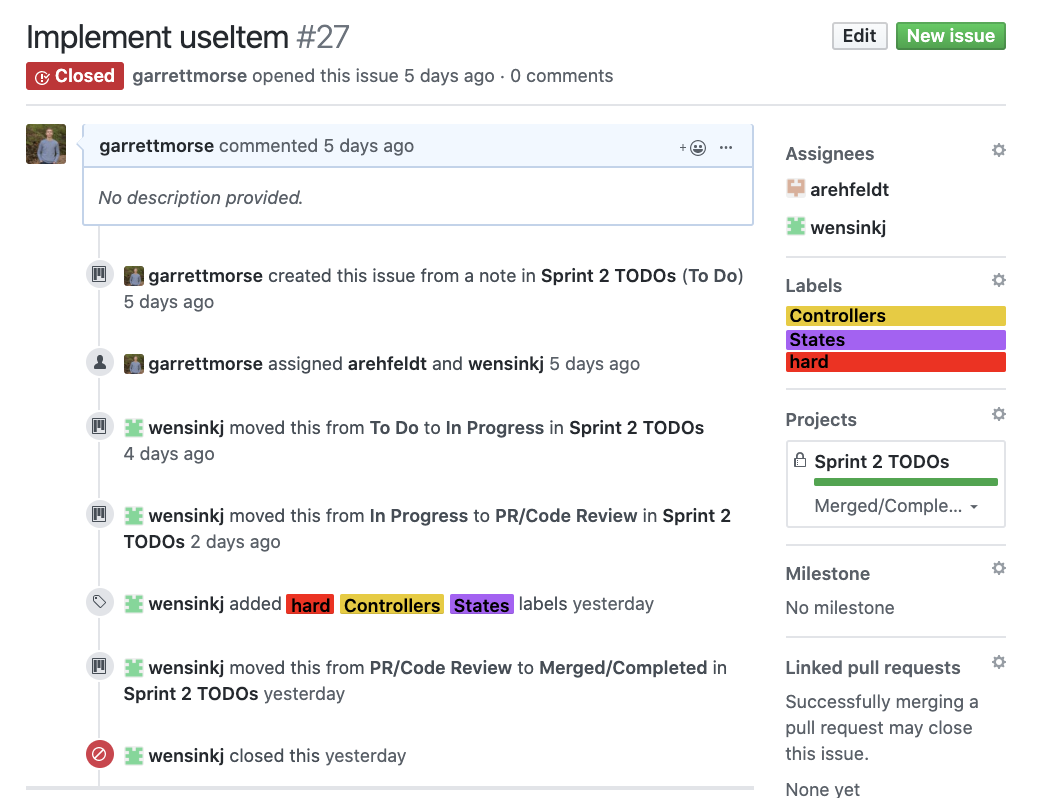 Implement useItem #27
Edit
New issue
Closed
garrettmorse opened this issue 5 days ago · 0 comments
garrettmorse commented 5 days ago
No description provided.
garrettmorse created this issue from a note in Sprint 2 TODOs (To Do)
5 days ago
garrettmorse assigned arehfeldt and wensinkj 5 days ago
wensinkj moved this from To Do to In Progress in Sprint 2 TODOs
4 days ago
wensinkj moved this from In Progress to PR/Code Review in Sprint 2
TODOs 2 days ago
wensinkj added hard Controllers States labels yesterday
wensinkj moved this from PR/Code Review to Merged/Completed in
Sprint 2 TODOs yesterday
wensinkj closed this yesterday
Assignees
arehfeldt
wensinkj
Labels
Controllers
States
hard
Projects
Sprint 2 TODOs
Merged/Comple...
Milestone
No milestone
Linked pull requests
Successfully merging a
pull request may close
this issue.
None yet